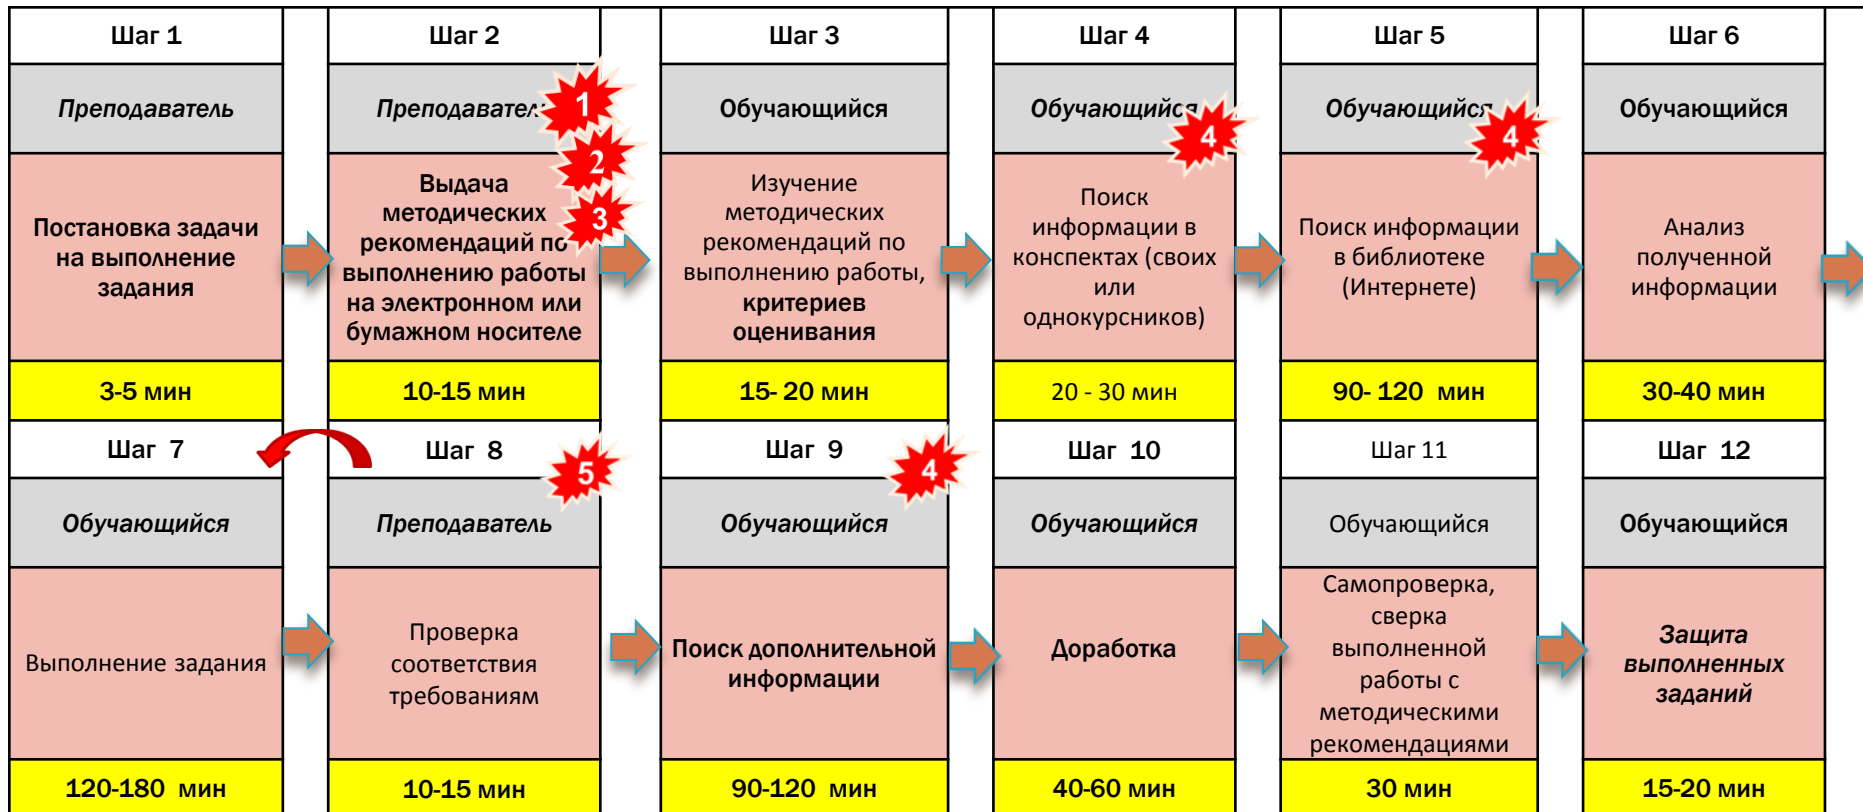 Шаг 1
Преподаватель
Постановка задачи
на выполнение
задания
3-5 мин
Шаг 2
Преподаватель
1
2
3
Выдача
методических
рекомендаций по
выполнению работы
на электронном или
бумажном носителе
10-15 мин
Шаг 3
Обучающийся
Изучение
методических
рекомендаций по
выполнению работы,
критериев
оценивания
15- 20 мин
Шаг 4
Обучающийся
4
Поиск
информации в
конспектах (своих
или
однокурсников)
20 - 30 мин
Шаг 5
Обучающийся
4
Поиск информации
в библиотеке
(Интернете)
90- 120 мин
Шаг 6
Обучающийся
Анализ
полученной
информации
30-40 мин
Шаг 7
Обучающийся
Выполнение задания
120-180 мин
Шаг 8
5
Преподаватель
Проверка
соответствия
требованиям
10-15 мин
Шаг 9
4
Обучающийся
Поиск дополнительной
информации
90-120 мин
Шаг 10
Обучающийся
Доработка
40-60 мин
Шаг 11
Обучающийся
Самопроверка,
сверка
выполненной
работы с
методическими
рекомендациями
30 мин
Шаг 12
Обучающийся
Защита
выполненных
заданий
15-20 мин